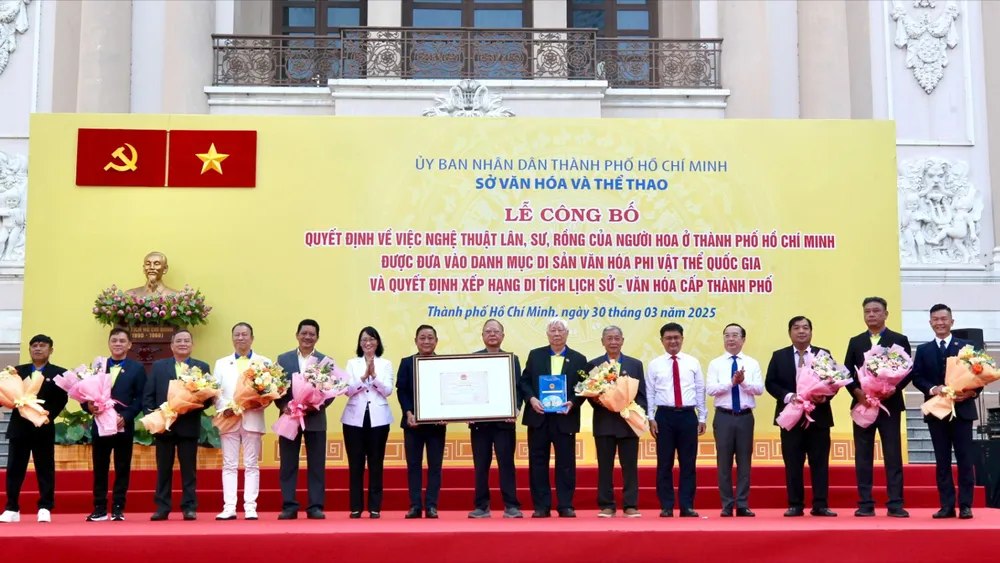 ỦY BAN NHÂN DÂN THÀNH PHỐ HỒ CHÍ MINH
SỞ VĂN HÓA VÀ THỂ THAO
LỄ CÔNG BỐ
QUYẾT ĐỊNH VỀ VIỆC NGHỆ THUẬT LÂN, SƯ, RỒNG CỦA NGƯỜI HOA Ở THÀNH PHỐ HỒ CHÍ MINH
ĐƯỢC ĐƯA VÀO DANH MỤC DI SẢN VĂN HÓA PHI VẬT THỂ QUỐC GIA
VÀ QUYẾT ĐỊNH XẾP HẠNG DI TÍCH LỊCH SỬ - VĂN HÓA CẤP THÀNH PHỐ
Thành phố Hồ Chí Minh, ngày 30 tháng 03 năm 2025
1890 - 1969